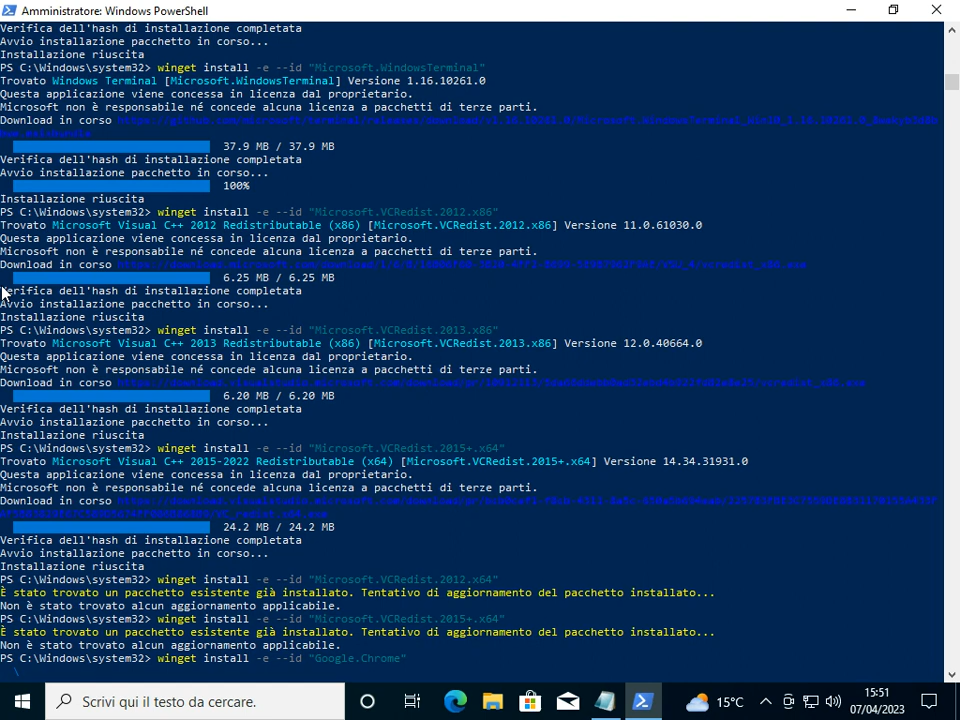 Amministratore: Windows PowerShell
Verifica dell'hash di installazione completata
Avvio installazione pacchetto in corso...
Installazione riuscita
PS C:\Windows\system32> winget install -e --id "Microsoft.WindowsTerminal"
Trovato Windows Terminal [Microsoft.WindowsTerminal] Versione 1.16.10261.0
Questa applicazione viene concessa in licenza dal proprietario.
Microsoft non è responsabile né concede alcuna licenza a pacchetti di terze parti.
Download in corso
37.9 MB / 37.9 MB
Verifica dell'hash di installazione completata
Avvio installazione pacchetto in corso...
100%
Installazione riuscita
PS C:\Windows\system32> winget install -e --id "Microsoft.VCRedist.2012.x86"
Trovato Microsoft Visual C++ 2012 Redistributable (x86) [Microsoft.VCRedist.2012.x86] Versione 11.0.61030.0
Questa applicazione viene concessa in licenza dal proprietario.
Microsoft non è responsabile né concede alcuna licenza a pacchetti di terze parti.
Download in corso
6.25 MB / 6.25 MB
Verifica dell'hash di installazione completata
Avvio installazione pacchetto in corso...
Installazione riuscita
PS C:\Windows\system32> winget install -e --id "Microsoft.VCRedist.2013.x86"
Trovato Microsoft Visual C++ 2013 Redistributable (x86) [Microsoft.VCRedist.2013.x86] Versione 12.0.40664.0
Questa applicazione viene concessa in licenza dal proprietario.
Microsoft non è responsabile né concede alcuna licenza a pacchetti di terze parti.
Download in corso
6.20 MB / 6.20 MB
Verifica dell'hash di installazione completata
Avvio installazione pacchetto in corso...
Installazione riuscita
PS C:\Windows\system32> winget install -e --id "Microsoft.VCRedist.2015+.x64"
Trovato Microsoft Visual C++ 2015-2022 Redistributable (x64) [Microsoft.VCRedist.2015+.x64] Versione 14.34.31931.0
Questa applicazione viene concessa in licenza dal proprietario.
Microsoft non è responsabile né concede alcuna licenza a pacchetti di terze parti.
Download in corso
24.2 MB / 24.2 MB
Verifica dell'hash di installazione completata
Avvio installazione pacchetto in corso...
Installazione riuscita
PS C:\Windows\system32> winget install -e --id "Microsoft.VCRedist.2012.x64"
È stato trovato un pacchetto esistente già installato. Tentativo di aggiornamento del pacchetto installato...
Non è stato trovato alcun aggiornamento applicabile.
PS C:\Windows\system32> winget install -e --id "Microsoft.VCRedist.2015+.x64"
È stato trovato un pacchetto esistente già installato. Tentativo di aggiornamento del pacchetto installato...
Non è stato trovato alcun aggiornamento applicabile.
PS C:\Windows\system32> winget install -e --id "Google.Chrome"
\
Scrivi qui il testo da cercare.
15°C
15:51
07/04/2023